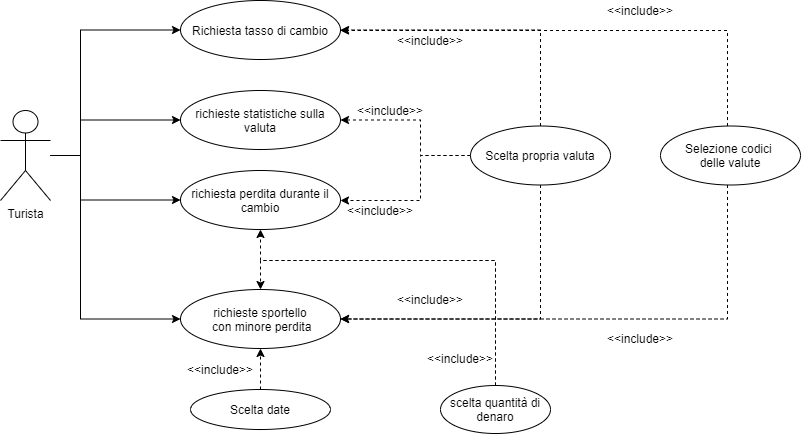 <<include>>
Richiesta tasso di cambio
<<include>>
richieste statistiche sulla
valuta
<<include>>
Scelta propria valuta
Selezione codici
delle valute
richiesta perdita durante il
cambio
<<include>>
Turista
richieste sportello
con minore perdita
<<include>>
<<include>>
<<include>>
<<include>>
Scelta date
scelta quantità di
denaro